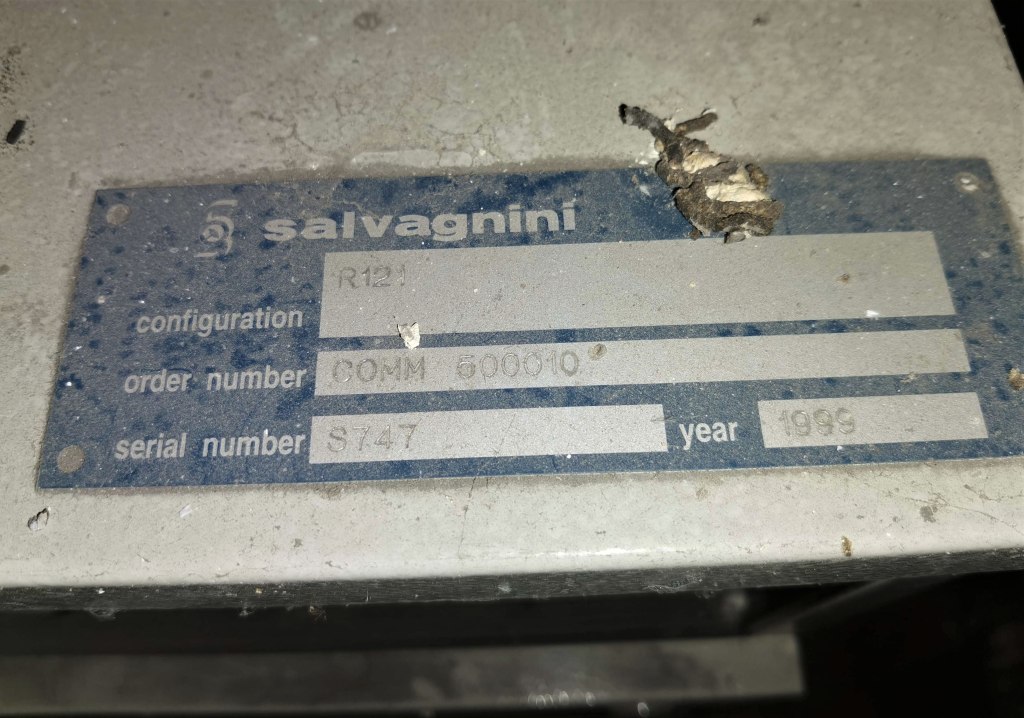 salvagnini
configuration R121
order number COMM 500010
serial number S747 year 1999